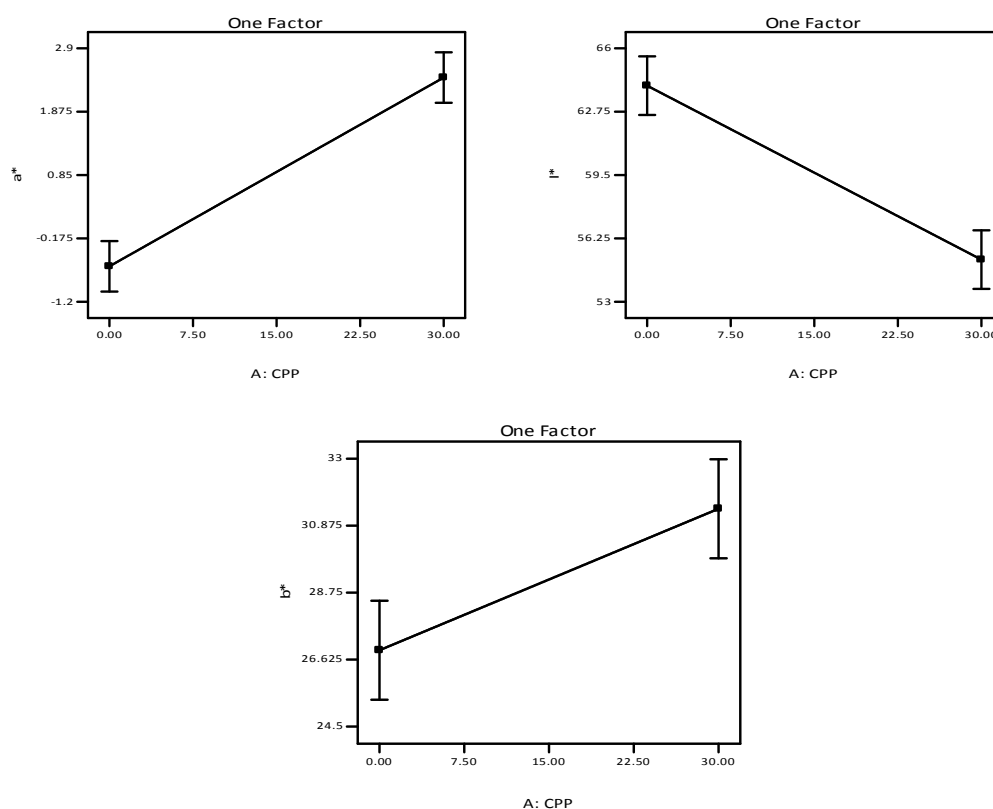 One Factor
2.9
1.875
0.85
-0.175
-1.2
a*
0.00 7.50 15.00 22.50 30.00
A: CPP
One Factor
66
62.75
59.5
56.25
53
l*
0.00 7.50 15.00 22.50 30.00
A: CPP
One Factor
33
30.875
28.75
26.625
24.5
b*
0.00 7.50 15.00 22.50 30.00
A: CPP